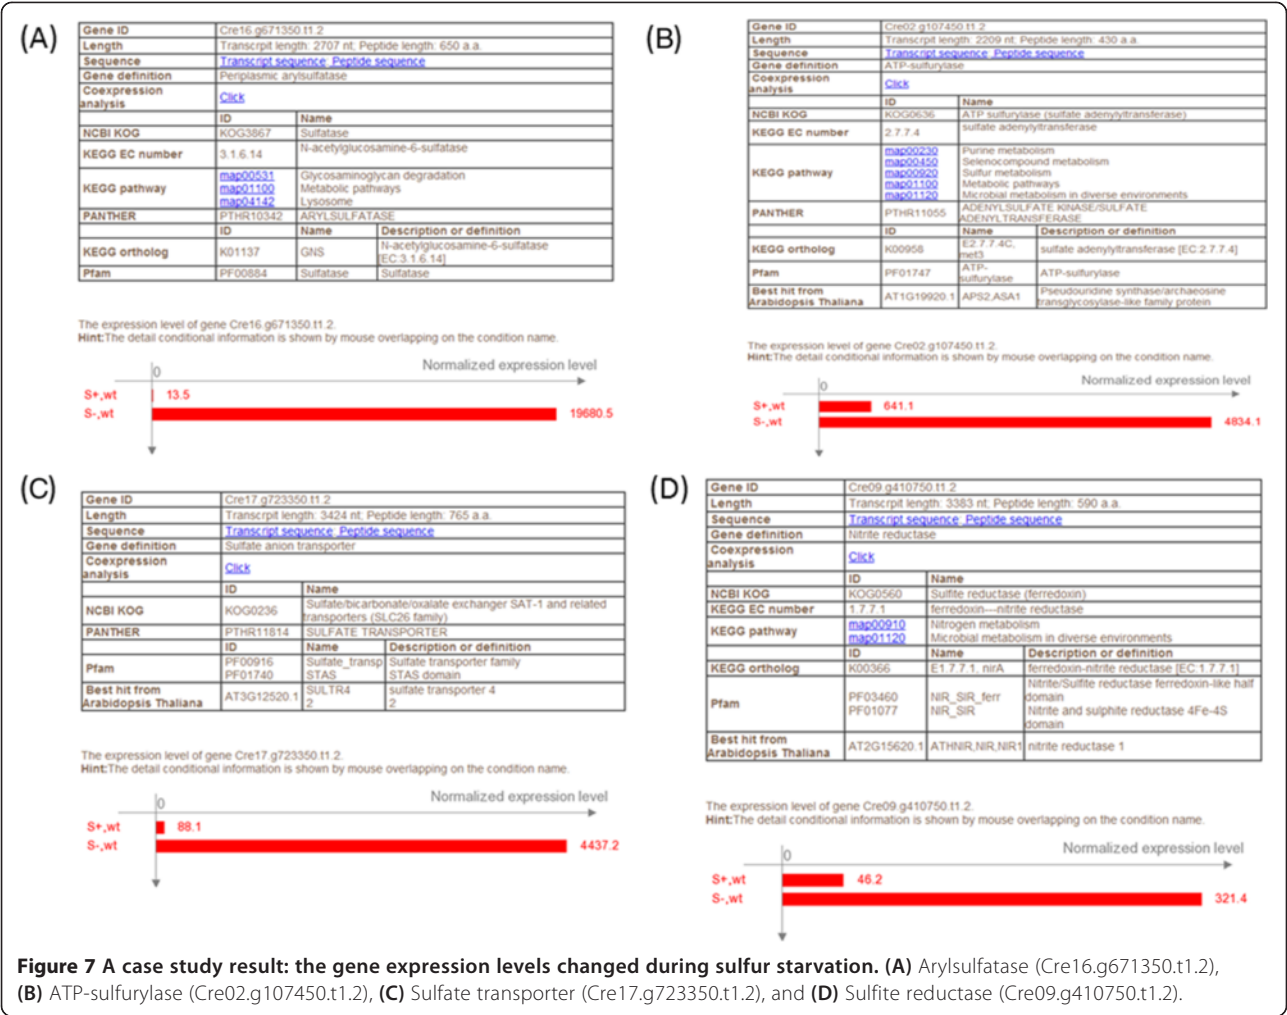 (A)
Gene ID Cre16.g671350.t1.2
Length Transcrpit length: 2707 nt; Peptide length: 650 a.a.
Sequence Transcript sequence Peptide sequence
Gene definition Periplasmic arylsulfatase
Coexpression analysis Click
ID Name
NCBI KOG KOG3867 Sulfatase
KEGG EC number 3.1.6.14 N-acetylglucosamine-6-sulfatase
KEGG pathway
map00531 Glycosaminoglycan degradation
map01100 Metabolic pathways
map04142 Lysosome
PANTHER PTHR10342 ARYLSULFATASE
ID Name Description or definition
KEGG ortholog K01137 GNS N-acetylglucosamine-6-sulfatase
[EC:3.1.6.14]
Pfam PF00884 Sulfatase Sulfatase
The expression level of gene Cre16.g671350.t1.2.
Hint:The detail conditional information is shown by mouse overlapping on the condition name.
Normalized expression level
0
S+,wt 13.5
S-,wt 19680.5
(B)
Gene ID Cre02.g107450.t1.2
Length Transcrpit length: 2209 nt; Peptide length: 430 a.a.
Sequence Transcript sequence Peptide sequence
Gene definition ATP-sulfurylase
Coexpression analysis Click
ID Name
NCBI KOG KOG0636 ATP sulfurylase (sulfate adenylyltransferase)
KEGG EC number 2.7.7.4 sulfate adenylyltransferase
KEGG pathway
map00230 Purine metabolism
map00450 Selenocompound metabolism
map00920 Sulfur metabolism
map01100 Metabolic pathways
map01120 Microbial metabolism in diverse environments
PANTHER PTHR11055 ADENYLSULFATE KINASE/SULFATE
ADENYLTRANSFERASE
ID Name Description or definition
KEGG ortholog K00958 E2.7.7.4C, met3 sulfate adenylyltransferase [EC:2.7.7.4]
Pfam PF01747 ATP-sulfurylase ATP-sulfurylase
Best hit from Arabidopsis Thaliana AT1G19920.1 APS2,ASA1 Pseudouridine synthase/archaeosine
transglycosylase-like family protein
The expression level of gene Cre02.g107450.t1.2.
Hint:The detail conditional information is shown by mouse overlapping on the condition name.
Normalized expression level
0
S+,wt 641.1
S-,wt 4834.1
(C)
Gene ID Cre17.g723350.t1.2
Length Transcrpit length: 3424 nt; Peptide length: 765 a.a.
Sequence Transcript sequence Peptide sequence
Gene definition Sulfate anion transporter
Coexpression analysis Click
ID Name
NCBI KOG KOG0236 Sulfate/bicarbonate/oxalate exchanger SAT-1 and related
transporters (SLC26 family)
PANTHER PTHR11814 SULFATE TRANSPORTER
ID Name Description or definition
Pfam
PF00916 Sulfate_transp Sulfate transporter family
PF01740 STAS STAS domain
Best hit from Arabidopsis Thaliana AT3G12520.1 SULTR4 2 sulfate transporter 4 2
The expression level of gene Cre17.g723350.t1.2.
Hint:The detail conditional information is shown by mouse overlapping on the condition name.
Normalized expression level
0
S+,wt 88.1
S-,wt 4437.2
(D)
Gene ID Cre09.g410750.t1.2
Length Transcrpit length: 3383 nt; Peptide length: 590 a.a.
Sequence Transcript sequence Peptide sequence
Gene definition Nitrite reductase
Coexpression analysis Click
ID Name
NCBI KOG KOG0560 Sulfite reductase (ferredoxin)
KEGG EC number 1.7.7.1 ferredoxin---nitrite reductase
KEGG pathway
map00910 Nitrogen metabolism
map01120 Microbial metabolism in diverse environments
ID Name Description or definition
KEGG ortholog K00366 E1.7.7.1, nirA ferredoxin-nitrite reductase [EC:1.7.7.1]
Pfam
PF03460 NIR_SIR_ferr Nitrite/Sulfite reductase ferredoxin-like half domain
PF01077 NIR_SIR Nitrite and sulphite reductase 4Fe-4S domain
Best hit from Arabidopsis Thaliana AT2G15620.1 ATHNIR,NIR,NIR1 nitrite reductase 1
The expression level of gene Cre09.g410750.t1.2.
Hint:The detail conditional information is shown by mouse overlapping on the condition name.
Normalized expression level
0
S+,wt 46.2
S-,wt 321.4
Figure 7 A case study result: the gene expression levels changed during sulfur starvation. (A) Arylsulfatase (Cre16.g671350.t1.2),
(B) ATP-sulfurylase (Cre02.g107450.t1.2), (C) Sulfate transporter (Cre17.g723350.t1.2), and (D) Sulfite reductase (Cre09.g410750.t1.2).